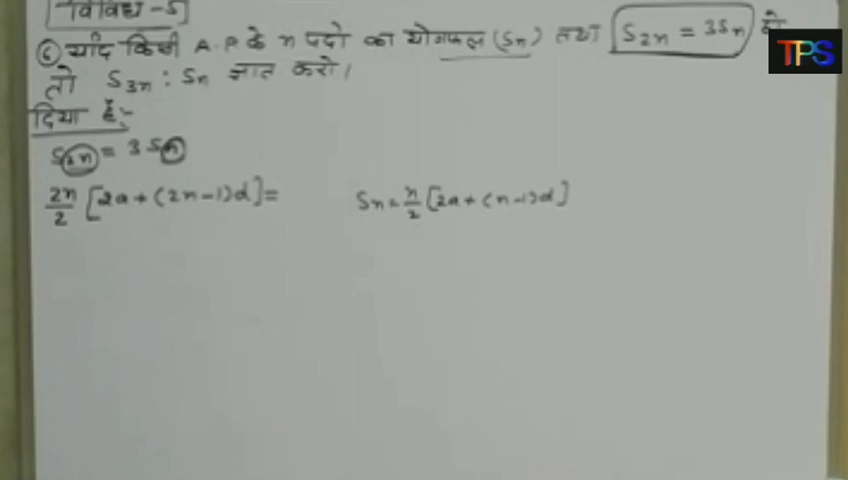 विविध - 5
⑥ यदि किसी A.P के n पदो का योगफल (Sn) तथा S2n = 3Sn हो
तो S3n : Sn ज्ञात करो।
दिया है:-
S2n = 3Sn
2n/2 [2a + (2n-1)d] = Sn = n/2 [2a + (n-1)d]
TPS